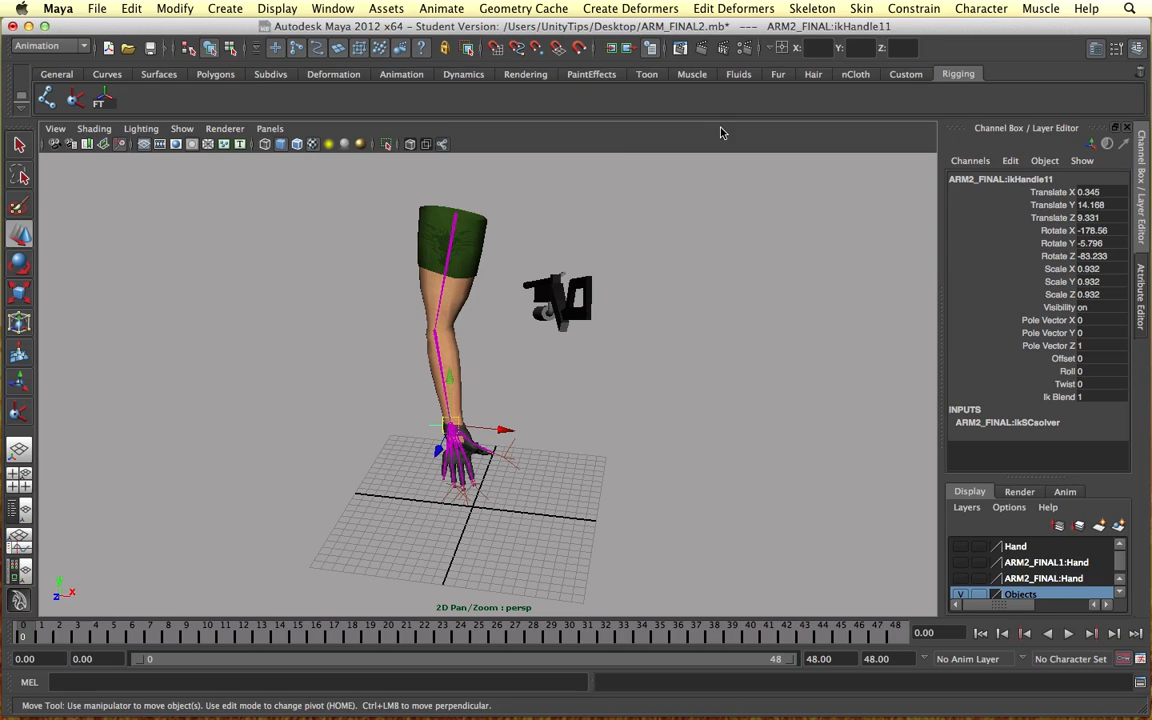 Maya File Edit Modify Create Display Window Assets Animate Geometry Cache Create Deformers Edit Deformers Skeleton Skin Constrain Character Muscle Help
Autodesk Maya 2012 x64 - Student Version: /Users/UnityTips/Desktop/ARM_FINAL2.mb* --- ARM2_FINAL:ikHandle11
Animation
X: Y: Z:
General Curves Surfaces Polygons Subdivs Deformation Animation Dynamics Rendering PaintEffects Toon Muscle Fluids Fur Hair nCloth Custom Rigging
FT
View Shading Lighting Show Renderer Panels
Channel Box / Layer Editor
Channels Edit Object Show
ARM2_FINAL:ikHandle11
Translate X 0.345
Translate Y 14.168
Translate Z 9.331
Rotate X -178.56
Rotate Y -5.796
Rotate Z -83.233
Scale X 0.932
Scale Y 0.932
Scale Z 0.932
Visibility on
Pole Vector X 0
Pole Vector Y 0
Pole Vector Z 1
Offset 0
Roll 0
Twist 0
Ik Blend 1
INPUTS
ARM2_FINAL:ikSCsolver
Channel Box / Layer Editor
Attribute Editor
Display Render Anim
Layers Options Help
Hand
ARM2_FINAL1:Hand
ARM2_FINAL:Hand
V Objects
y
z x
2D Pan/Zoom : persp
0 1 2 3 4 5 6 7 8 9 10 11 12 13 14 15 16 17 18 19 20 21 22 23 24 25 26 27 28 29 30 31 32 33 34 35 36 37 38 39 40 41 42 43 44 45 46 47 48
0
0.00
0.00 0.00 0 48 48.00 48.00 No Anim Layer No Character Set
MEL
Move Tool: Use manipulator to move object(s). Use edit mode to change pivot (HOME). Ctrl+LMB to move perpendicular.